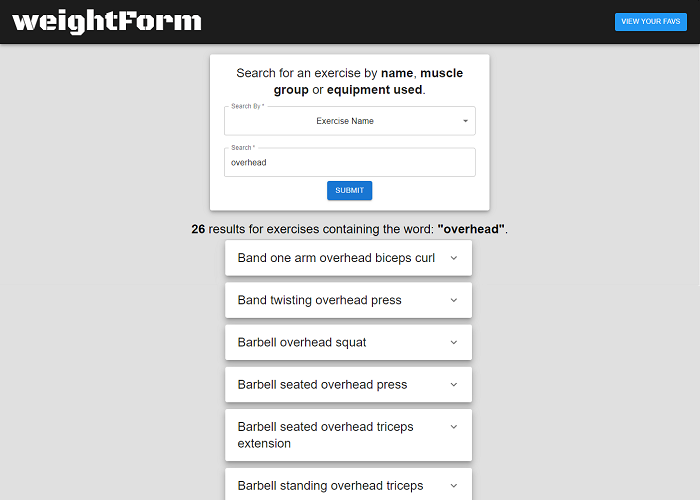 weightForm
VIEW YOUR FAVS
Search for an exercise by name, muscle
group or equipment used.
Search By *
Exercise Name
Search *
overhead
SUBMIT
26 results for exercises containing the word: "overhead".
Band one arm overhead biceps curl
Band twisting overhead press
Barbell overhead squat
Barbell seated overhead press
Barbell seated overhead triceps
extension
Barbell standing overhead triceps